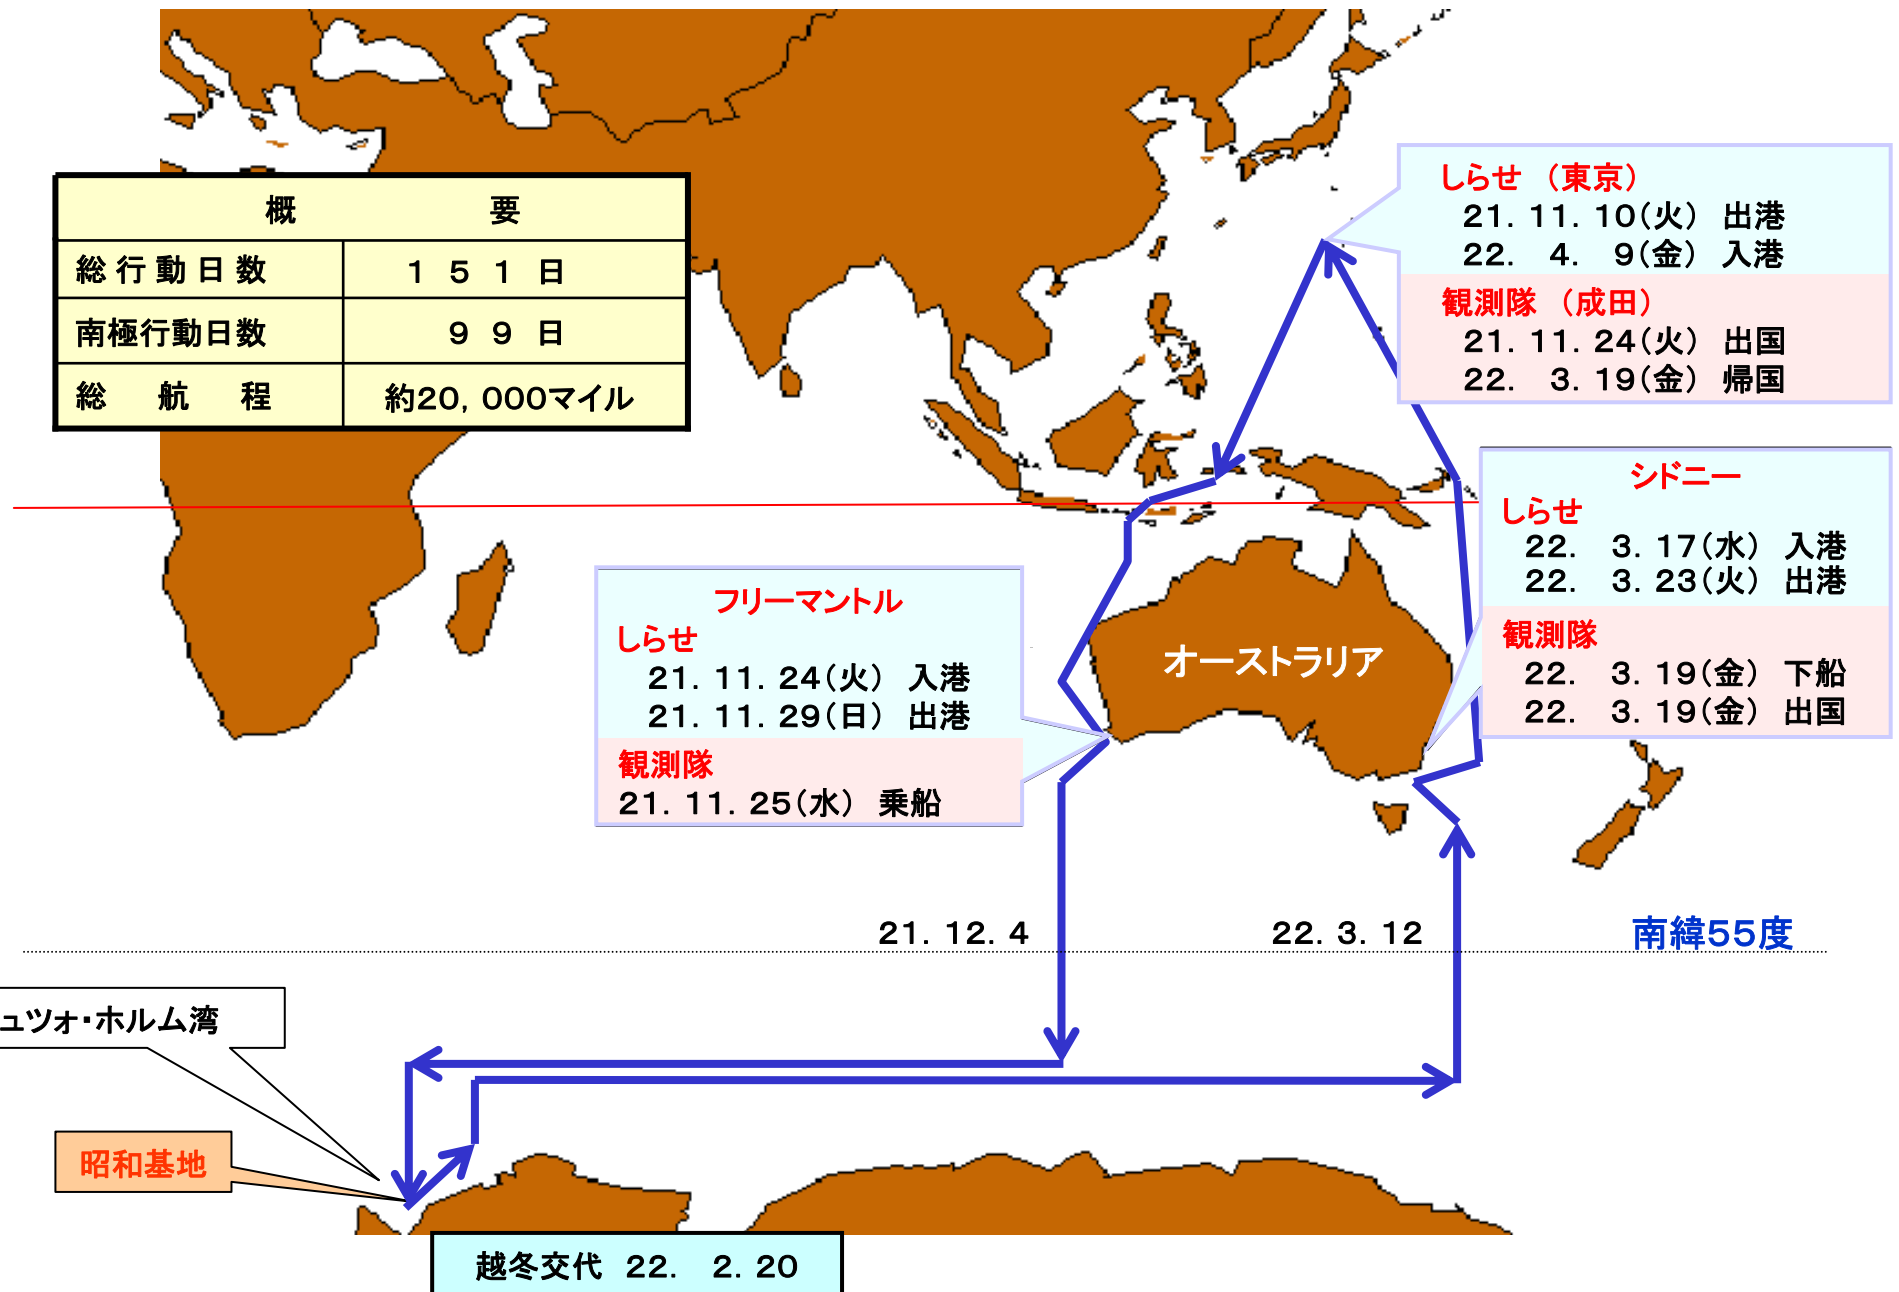 概 要
総行動日数 151日
南極行動日数 99日
総航程 約20,000マイル
しらせ(東京)
21.11.10(火) 出港
22. 4. 9(金) 入港
観測隊(成田)
21.11.24(火) 出国
22. 3.19(金) 帰国
シドニー
しらせ
22. 3.17(水) 入港
22. 3.23(火) 出港
観測隊
22. 3.19(金) 下船
22. 3.19(金) 出国
フリーマントル
しらせ
21.11.24(火) 入港
21.11.29(日) 出港
観測隊
21.11.25(水) 乗船
オーストラリア
21.12.4
22.3.12
南緯55度
ュツォ・ホルム湾
昭和基地
越冬交代 22. 2.20